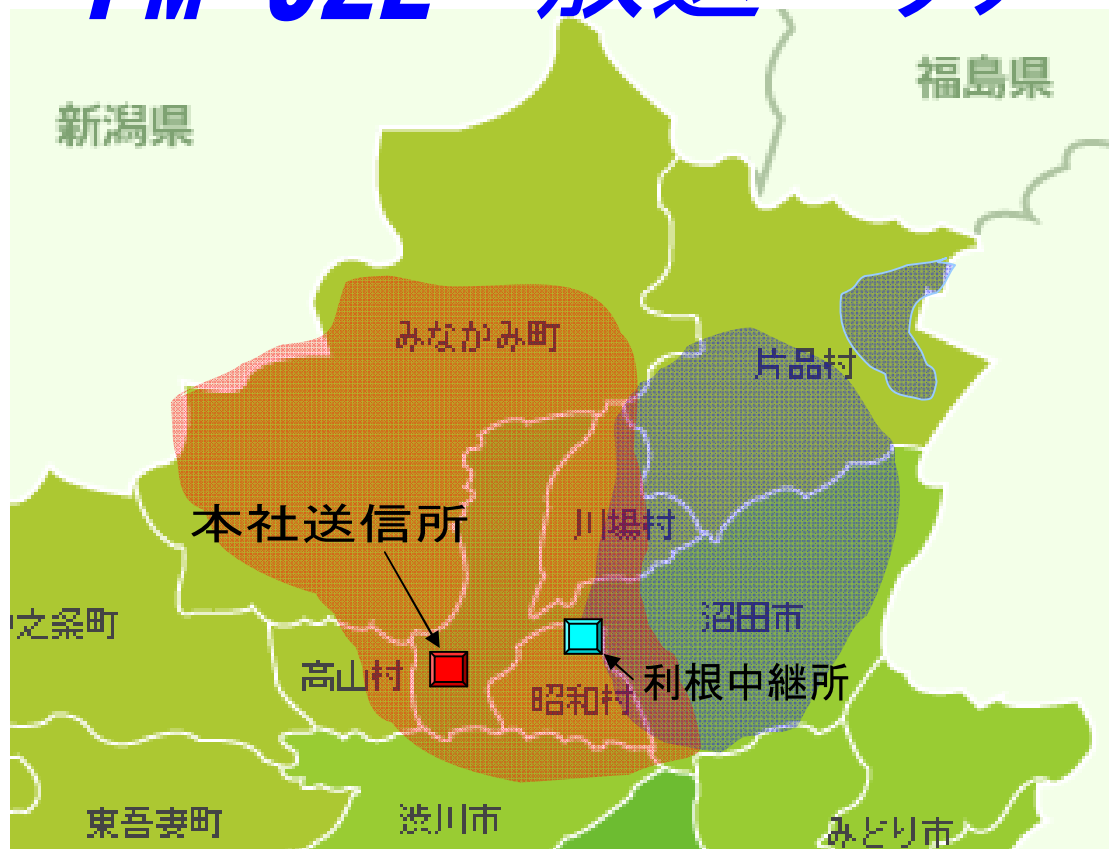 福島県
新潟県
みなかみ町
片品村
本社送信所
川場村
之条町
沼田市
高山村
利根中継所
昭和村
東吾妻町
渋川市
みどり市